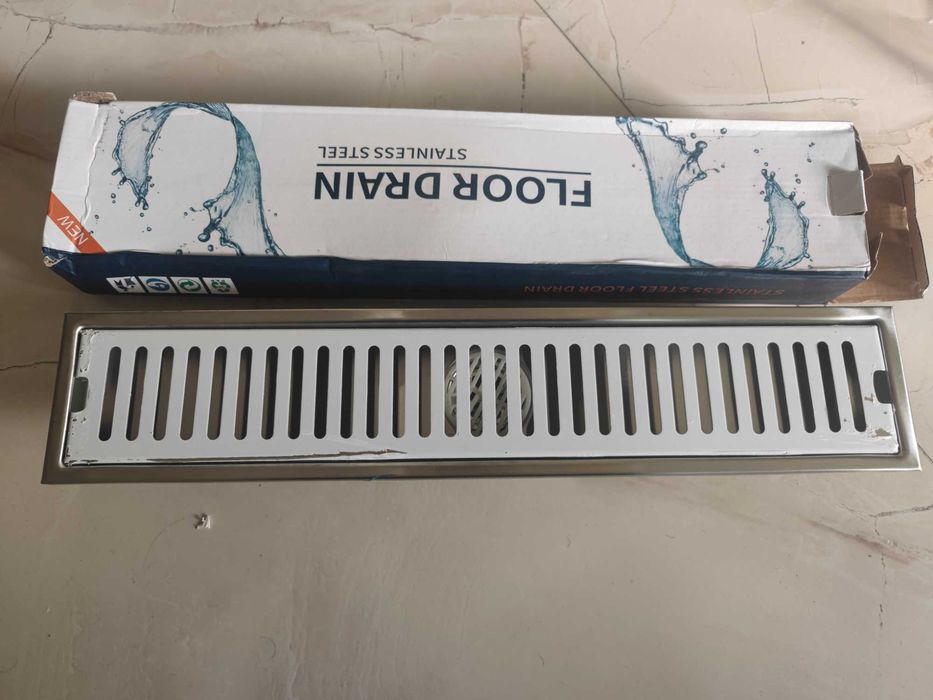 FLOOR DRAIN
STAINLESS STEEL
NEW
STAINLESS STEEL FLOOR DRAIN